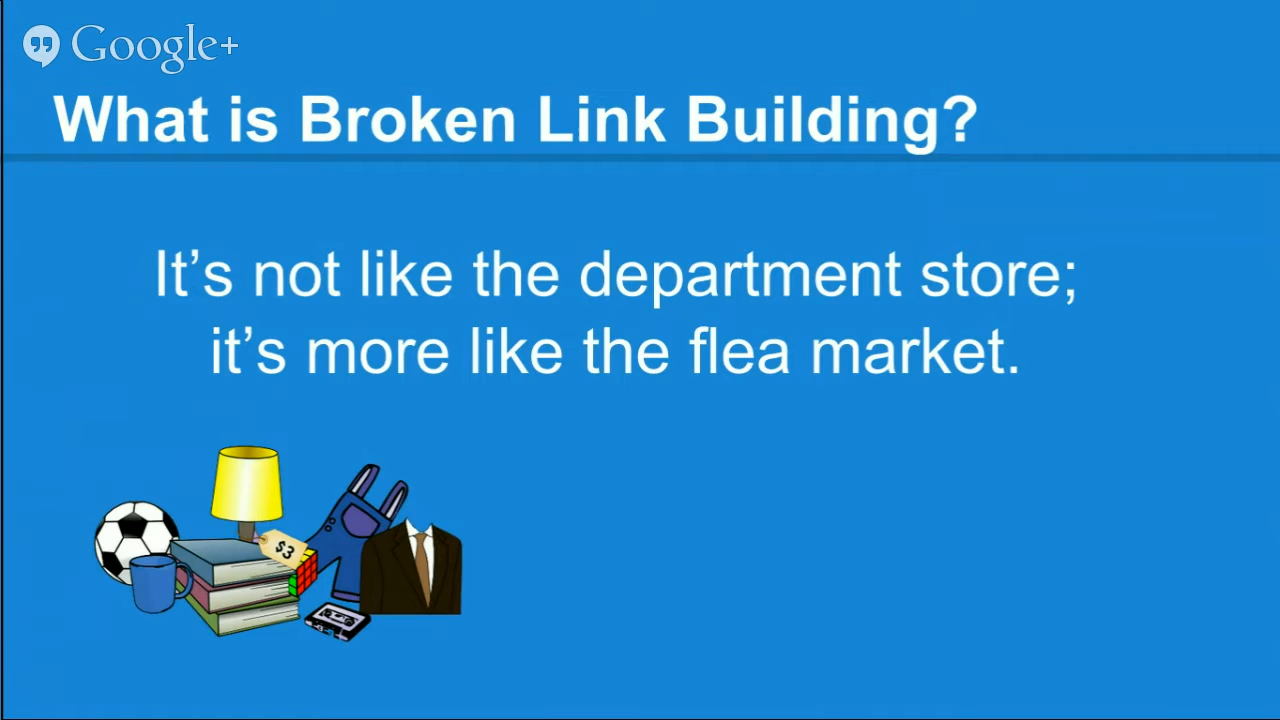 Google+
What is Broken Link Building?
It’s not like the department store;
it’s more like the flea market.
$3